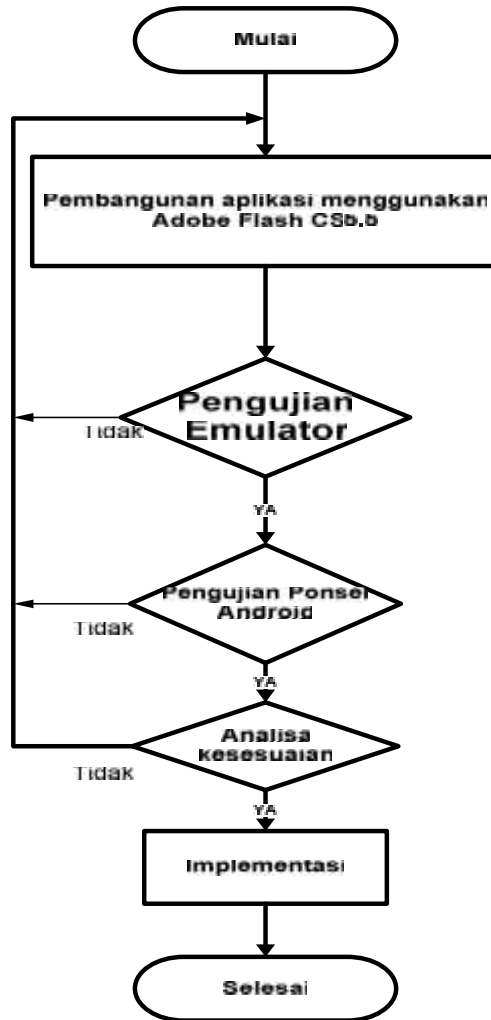 Mulai
Pembangunan aplikasi menggunakan
Adobe Flash CS5.5
Pengujian
Emulator
Tidak
YA
Pengujian Ponsel
Android
Tidak
YA
Analisa
kesesuaian
Tidak
YA
Implementasi
Selesai